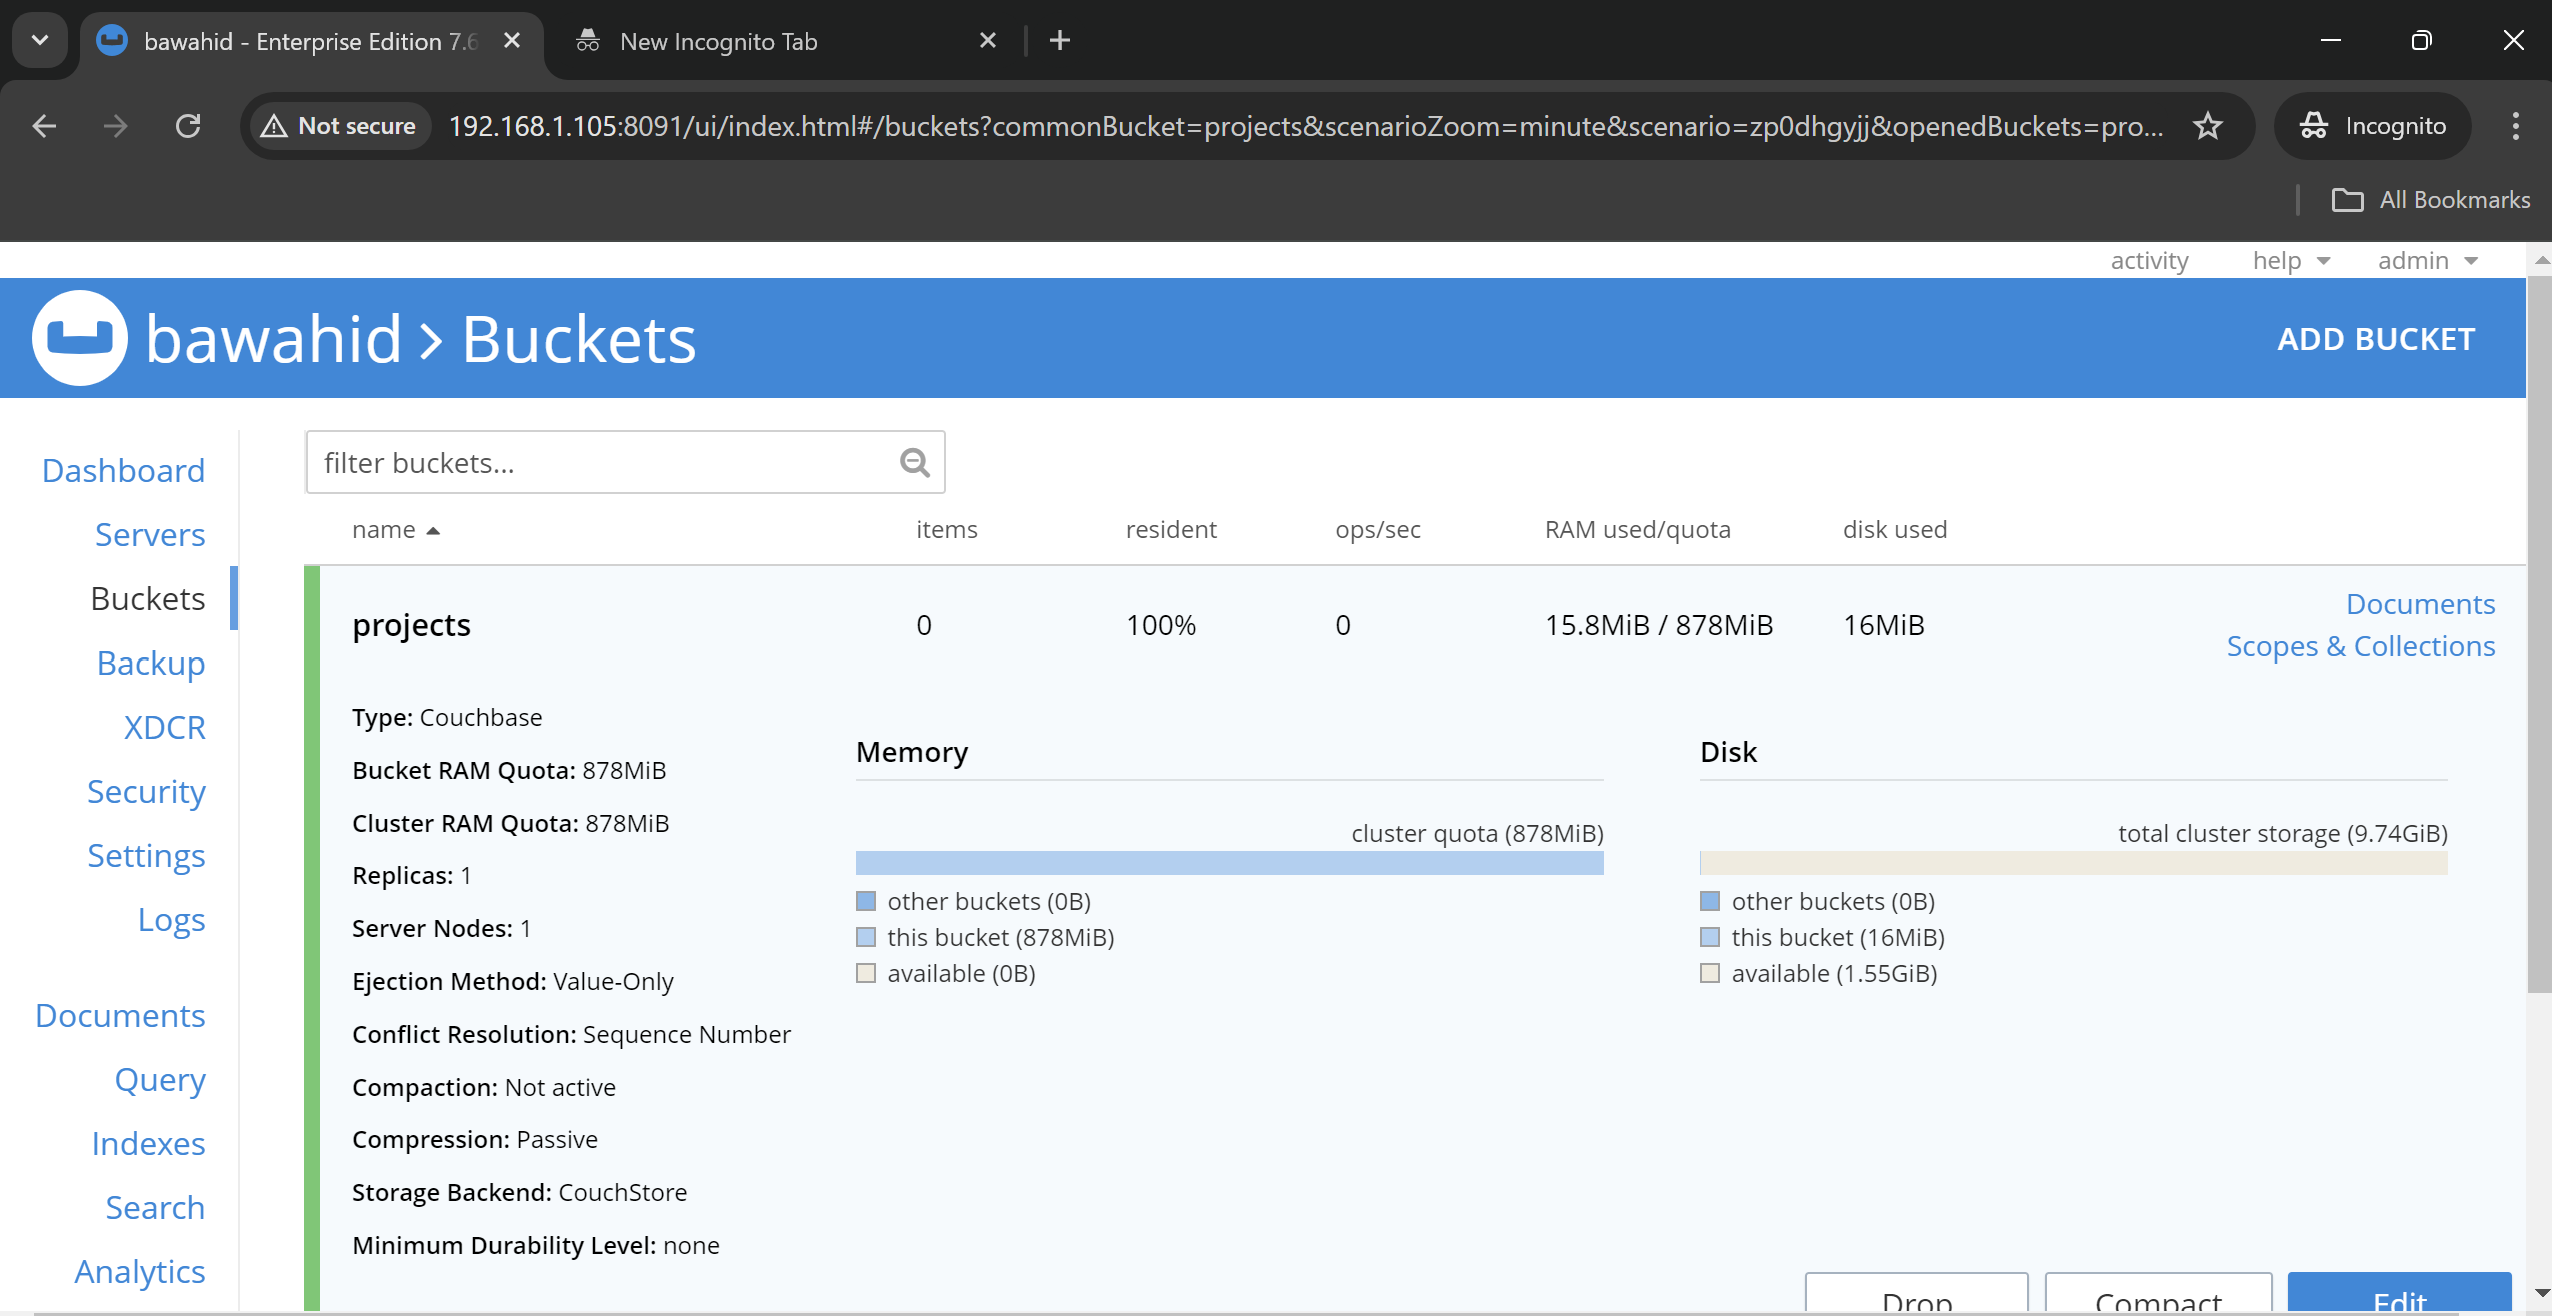 bawahid - Enterprise Edition 7.6
New Incognito Tab
Not secure
192.168.1.105:8091/ui/index.html#/buckets?commonBucket=projects&scenarioZoom=minute&scenario=zp0dhgyjj&openedBuckets=pro...
Incognito
All Bookmarks
activity
help
admin
bawahid > Buckets
ADD BUCKET
Dashboard
Servers
Buckets
Backup
XDCR
Security
Settings
Logs
Documents
Query
Indexes
Search
Analytics
filter buckets...
name items resident ops/sec RAM used/quota disk used
projects 0 100% 0 15.8MiB / 878MiB 16MiB
Documents
Scopes & Collections
Type: Couchbase
Bucket RAM Quota: 878MiB
Cluster RAM Quota: 878MiB
Replicas: 1
Server Nodes: 1
Ejection Method: Value-Only
Conflict Resolution: Sequence Number
Compaction: Not active
Compression: Passive
Storage Backend: CouchStore
Minimum Durability Level: none
Memory
cluster quota (878MiB)
other buckets (0B)
this bucket (878MiB)
available (0B)
Disk
total cluster storage (9.74GiB)
other buckets (0B)
this bucket (16MiB)
available (1.55GiB)
Drop
Compact
Edit